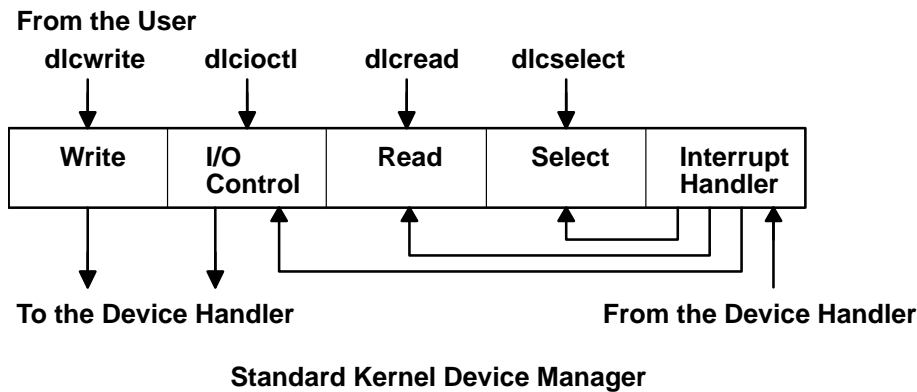 From the User
dlcwrite dlcioctl dlcread dlcselect
Write I/O Read Select Interrupt
Control Handler
To the Device Handler From the Device Handler
Standard Kernel Device Manager